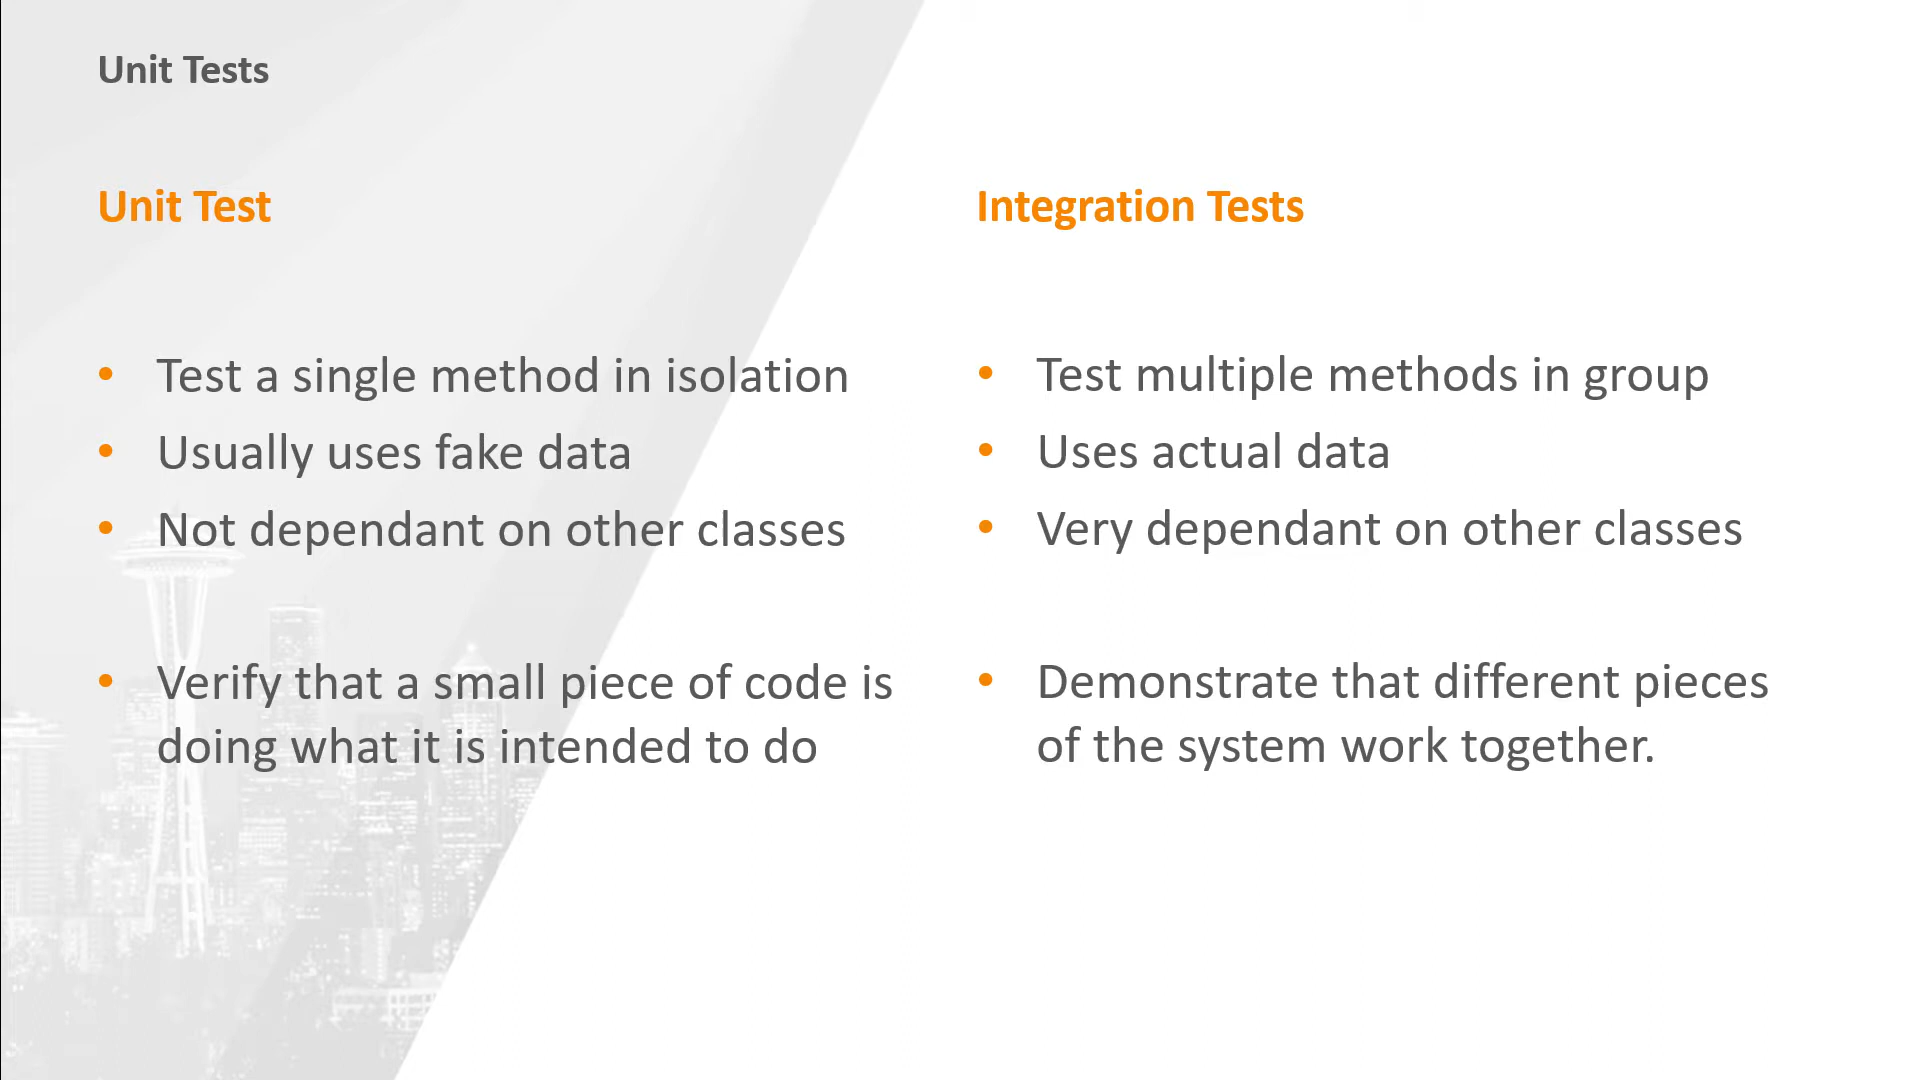 Unit Tests
Unit Test
• Test a single method in isolation
• Usually uses fake data
• Not dependant on other classes
• Verify that a small piece of code is
doing what it is intended to do
Integration Tests
• Test multiple methods in group
• Uses actual data
• Very dependant on other classes
• Demonstrate that different pieces
of the system work together.